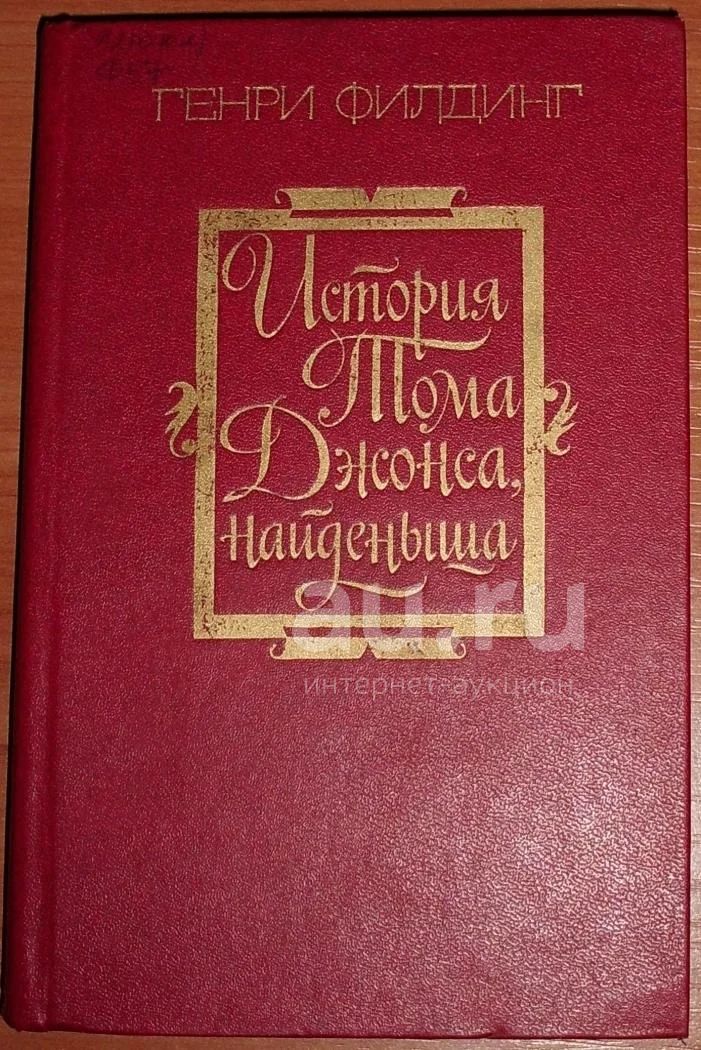 ГЕНРИ ФИЛДИНГ
История
Тома
Джонса,
найденыша
au.ru
интернет-аукцион